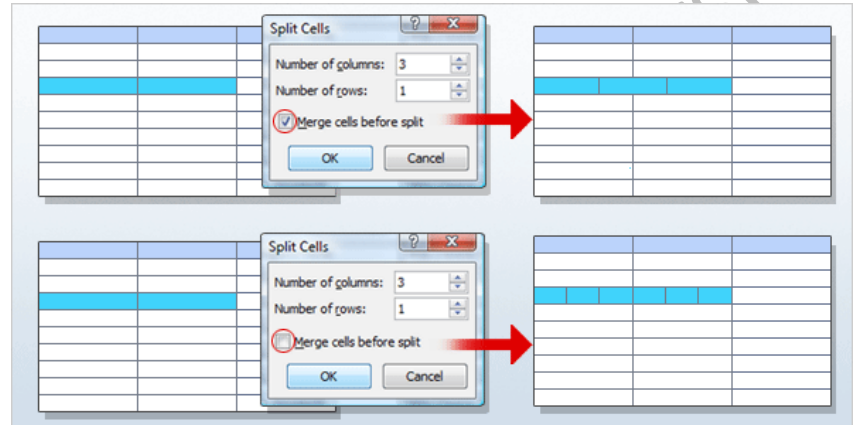 Split Cells
Number of columns: 3
Number of rows: 1
Merge cells before split
OK Cancel
Split Cells
Number of columns: 3
Number of rows: 1
Merge cells before split
OK Cancel